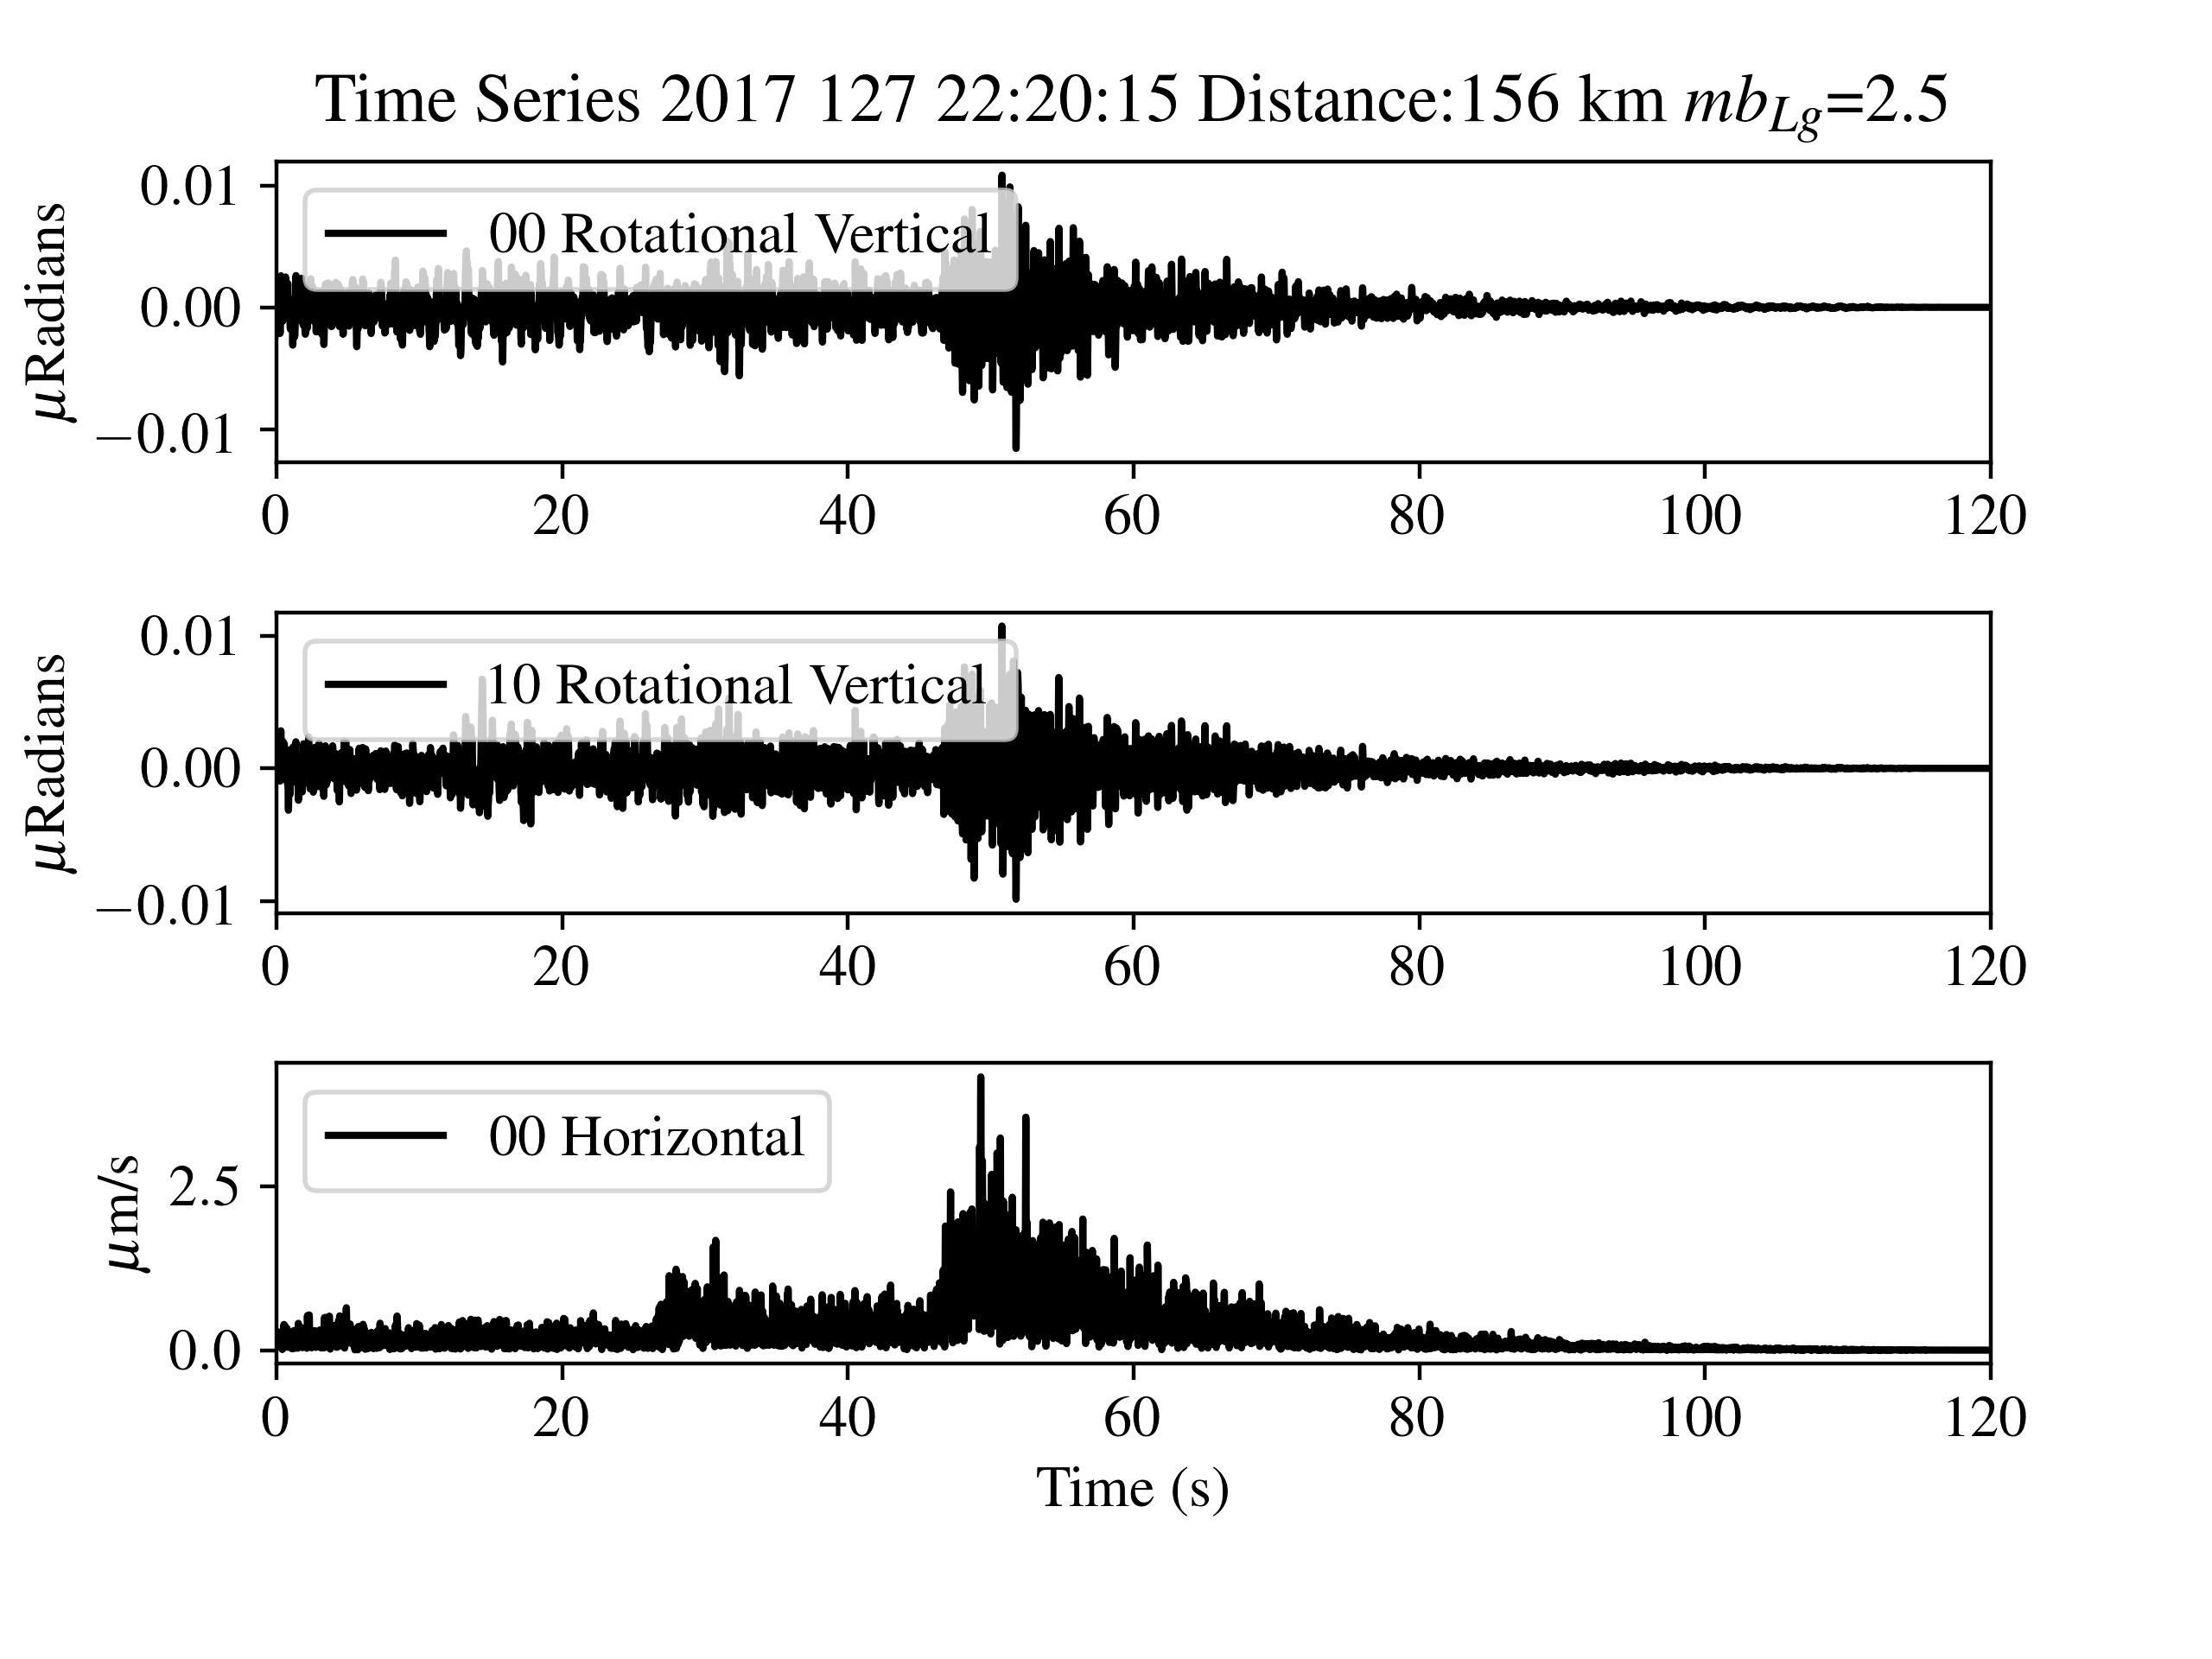 Time Series 2017 127 22:20:15 Distance:156 km mb_Lg=2.5
μRadians
0.01
0.00
−0.01
00 Rotational Vertical
0 20 40 60 80 100 120
μRadians
0.01
0.00
−0.01
10 Rotational Vertical
0 20 40 60 80 100 120
μm/s
2.5
0.0
00 Horizontal
0 20 40 60 80 100 120
Time (s)